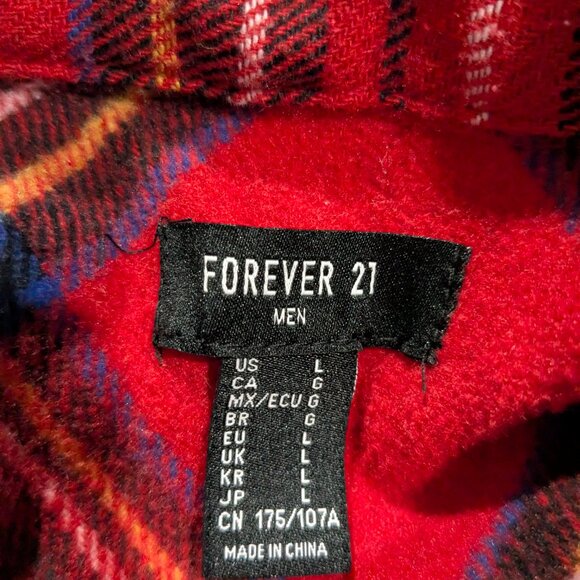 FOREVER 21
MEN
US L
CA G
MX/ECU G
BR G
EU L
UK L
KR L
JP L
CN 175/107A
MADE IN CHINA